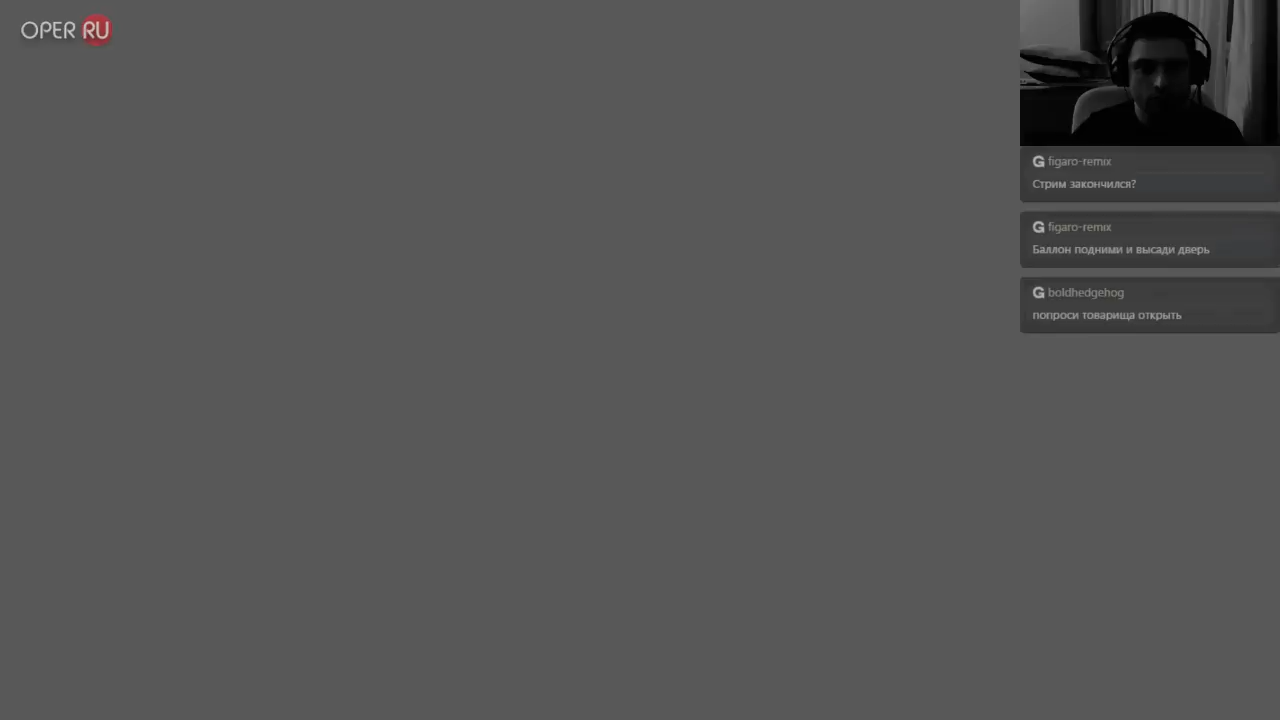 OPER RU
G figaro-remix
Стрим закончился?
G figaro-remix
Баллон подними и высади дверь
G boldhedgehog
попроси товарища открыть